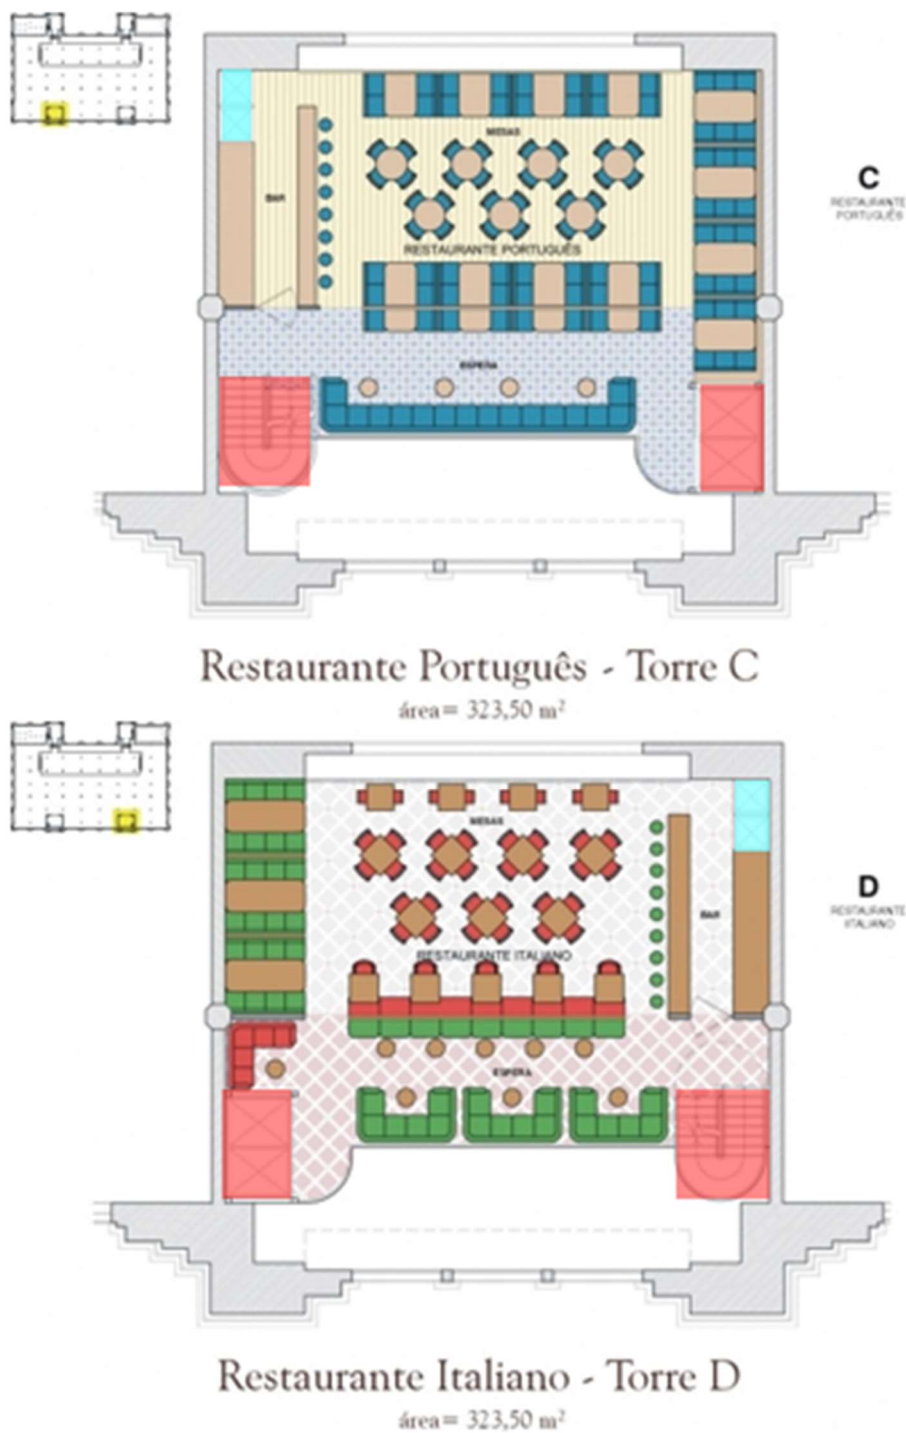 MESAS
C
RESTAURANTE
PORTUGUÊS
BAR
RESTAURANTE PORTUGUÊS
ESPERA
Restaurante Português - Torre C
área= 323,50 m²
MESAS
D
RESTAURANTE
ITALIANO
BAR
RESTAURANTE ITALIANO
ESPERA
Restaurante Italiano - Torre D
área= 323,50 m²